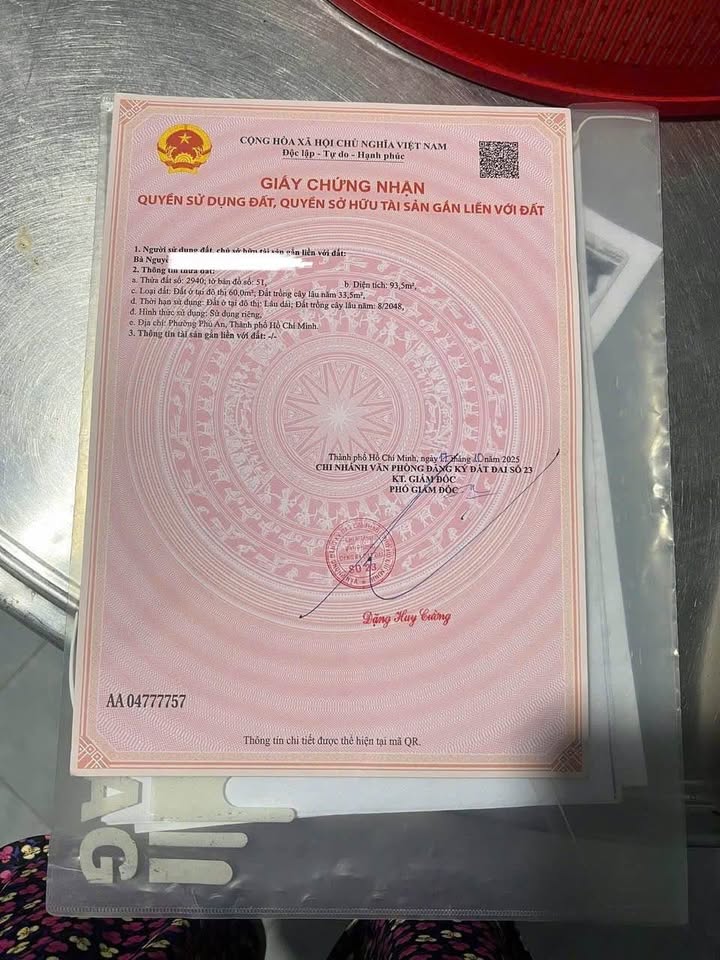 CỘNG HÒA XÃ HỘI CHỦ NGHĨA VIỆT NAM
Độc lập - Tự do - Hạnh phúc
GIẤY CHỨNG NHẬN
QUYỀN SỬ DỤNG ĐẤT, QUYỀN SỞ HỮU TÀI SẢN GẮN LIỀN VỚI ĐẤT
1. Người sử dụng đất, chủ sở hữu tài sản gắn liền với đất:
Bà Nguy
2. Thông tin thửa đất:
a. Thửa đất số: 2940; tờ bản đồ số: 51, b. Diện tích: 93,5m²,
c. Loại đất: Đất ở tại đô thị 60,0m²; Đất trồng cây lâu năm 33,5m²,
d. Thời hạn sử dụng: Đất ở tại đô thị: Lâu dài; Đất trồng cây lâu năm: 8/2048,
đ. Hình thức sử dụng: Sử dụng riêng,
e. Địa chỉ: Phường Phú An, Thành phố Hồ Chí Minh.
3. Thông tin tài sản gắn liền với đất: -/-
Thành phố Hồ Chí Minh, ngày tháng 10 năm 2025
CHI NHÁNH VĂN PHÒNG ĐĂNG KÝ ĐẤT ĐAI SỐ 23
KT. GIÁM ĐỐC
PHÓ GIÁM ĐỐC
SỐ 23
Đặng Huy Cường
AA 04777757
Thông tin chi tiết được thể hiện tại mã QR.
AG